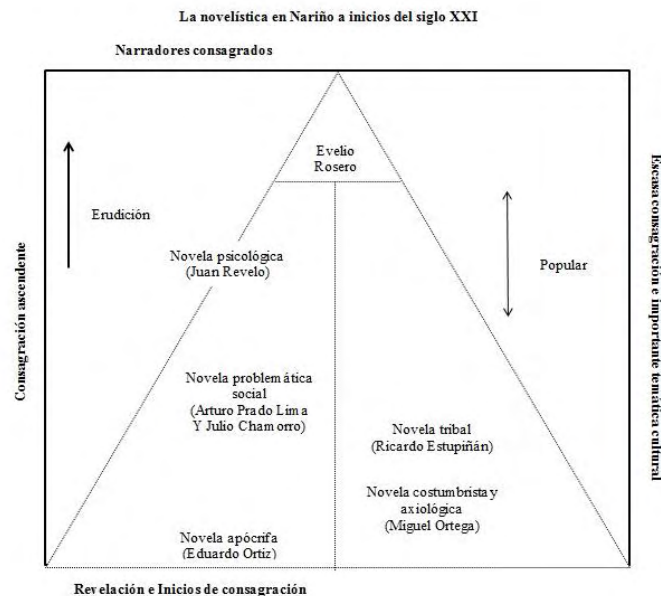 La novelística en Nariño a inicios del siglo XXI
Narradores consagrados
Evelio
Rosero
Erudición
Novela psicológica
(Juan Revelo)
Popular
Consagración ascendente
Escasa consagración e importante temática cultural
Novela problemática
social
(Arturo Prado Lima
Y Julio Chamorro)
Novela tribal
(Ricardo Estupiñán)
Novela costumbrista y
axiológica
(Miguel Ortega)
Novela apócrifa
(Eduardo Ortiz)
Revelación e Inicios de consagración